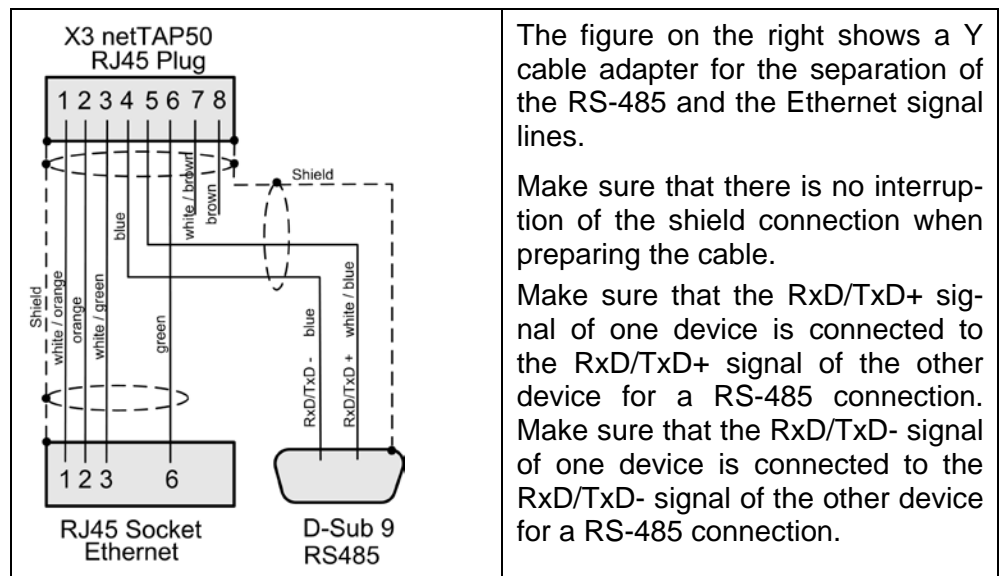 X3 netTAP50
RJ45 Plug
1 2 3 4 5 6 7 8
Shield
white / brown
brown
blue
Shield
white / orange
orange
white / green
green
RxD/TxD - blue
RxD/TxD + white / blue
1 2 3 6
RJ45 Socket
Ethernet
D-Sub 9
RS485
The figure on the right shows a Y
cable adapter for the separation of
the RS-485 and the Ethernet signal
lines.
Make sure that there is no interrup-
tion of the shield connection when
preparing the cable.
Make sure that the RxD/TxD+ sig-
nal of one device is connected to
the RxD/TxD+ signal of the other
device for a RS-485 connection.
Make sure that the RxD/TxD- signal
of one device is connected to the
RxD/TxD- signal of the other device
for a RS-485 connection.